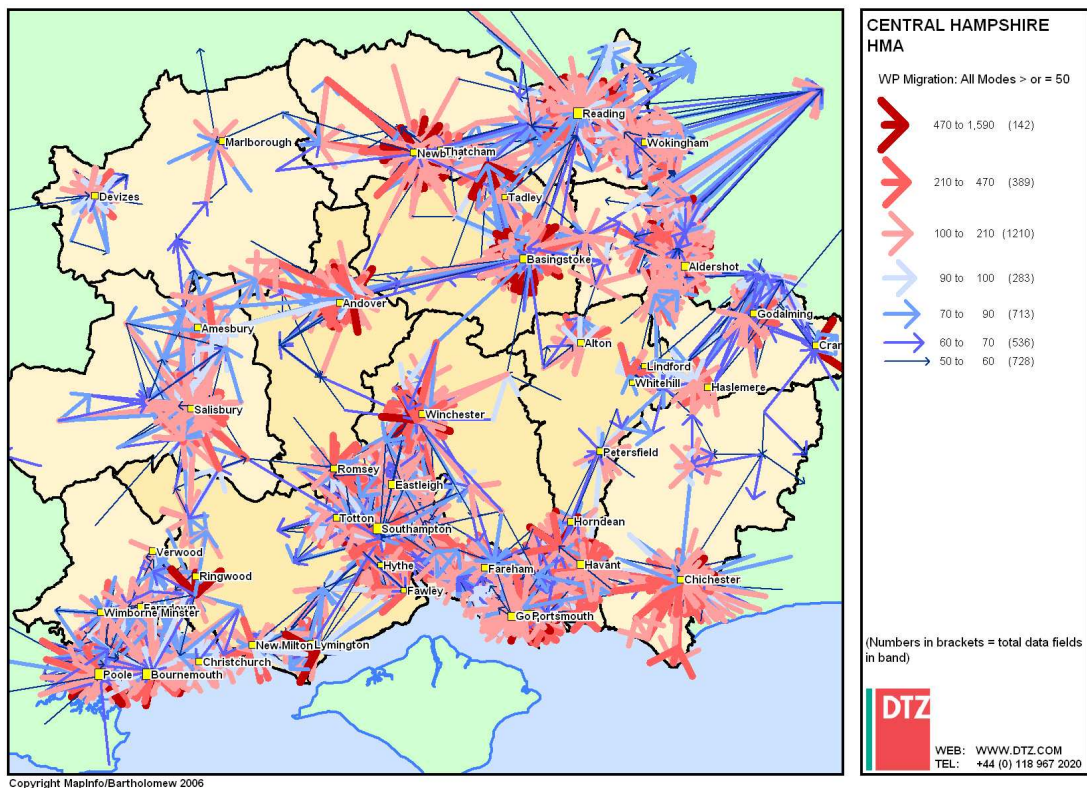 CENTRAL HAMPSHIRE
HMA
WP Migration: All Modes > or = 50
470 to 1,590 (142)
210 to 470 (389)
100 to 210 (1210)
90 to 100 (283)
70 to 90 (713)
60 to 70 (536)
50 to 60 (728)
(Numbers in brackets = total data fields
in band)
DTZ
WEB: WWW.DTZ.COM
TEL: +44 (0) 118 967 2020
Reading
Marlborough
Wokingham
Newb
Thatcham
Devizes
Tadley
Basingstoke
Aldershot
Andover
Godalming
Amesbury
Alton
Cran
Lindford
Whitehill
Haslemere
Salisbury
Winchester
Petersfield
Romsey
Eastleigh
Totton
Southampton
Horndean
Verwood
Hythe
Fareham
Havant
Ringwood
Chichester
Fawley
Ferndown
Wimborne Minster
Go
Portsmouth
New Milton
Lymington
Christchurch
Poole
Bournemouth
Copyright MapInfo/Bartholomew 2006